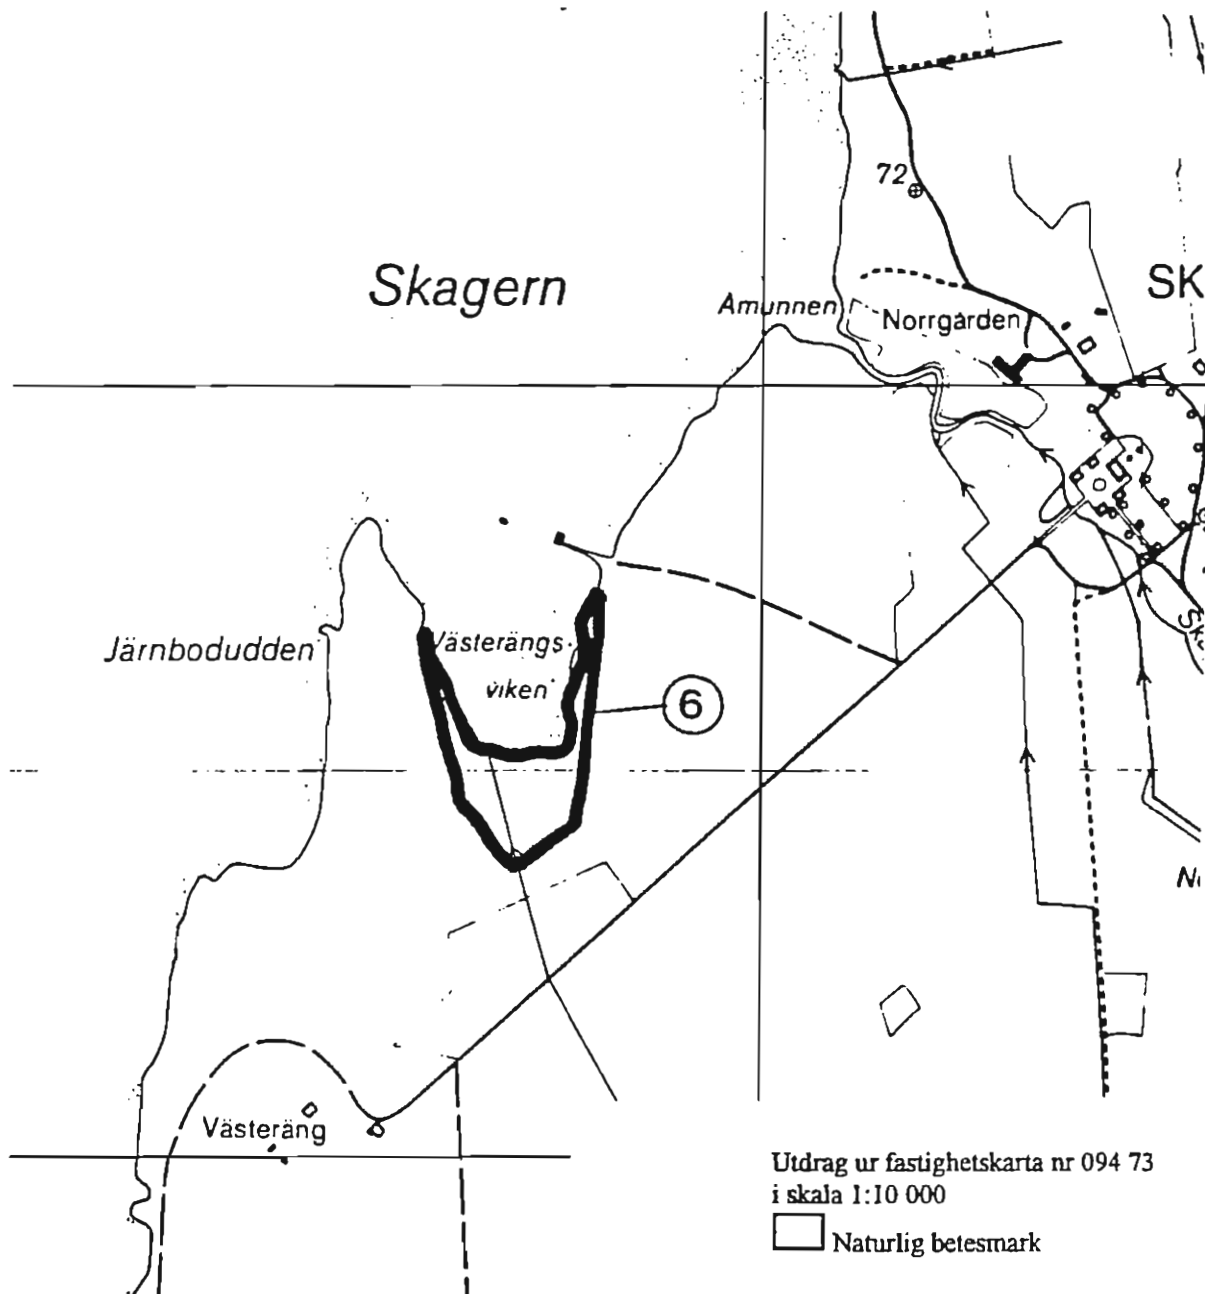 72
Skagern
SK
Amunnen
Norrgården
Järnbodudden
Västerängs
viken
6
Västeräng
Utdrag ur fastighetskarta nr 094 73
i skala 1:10 000
Naturlig betesmark